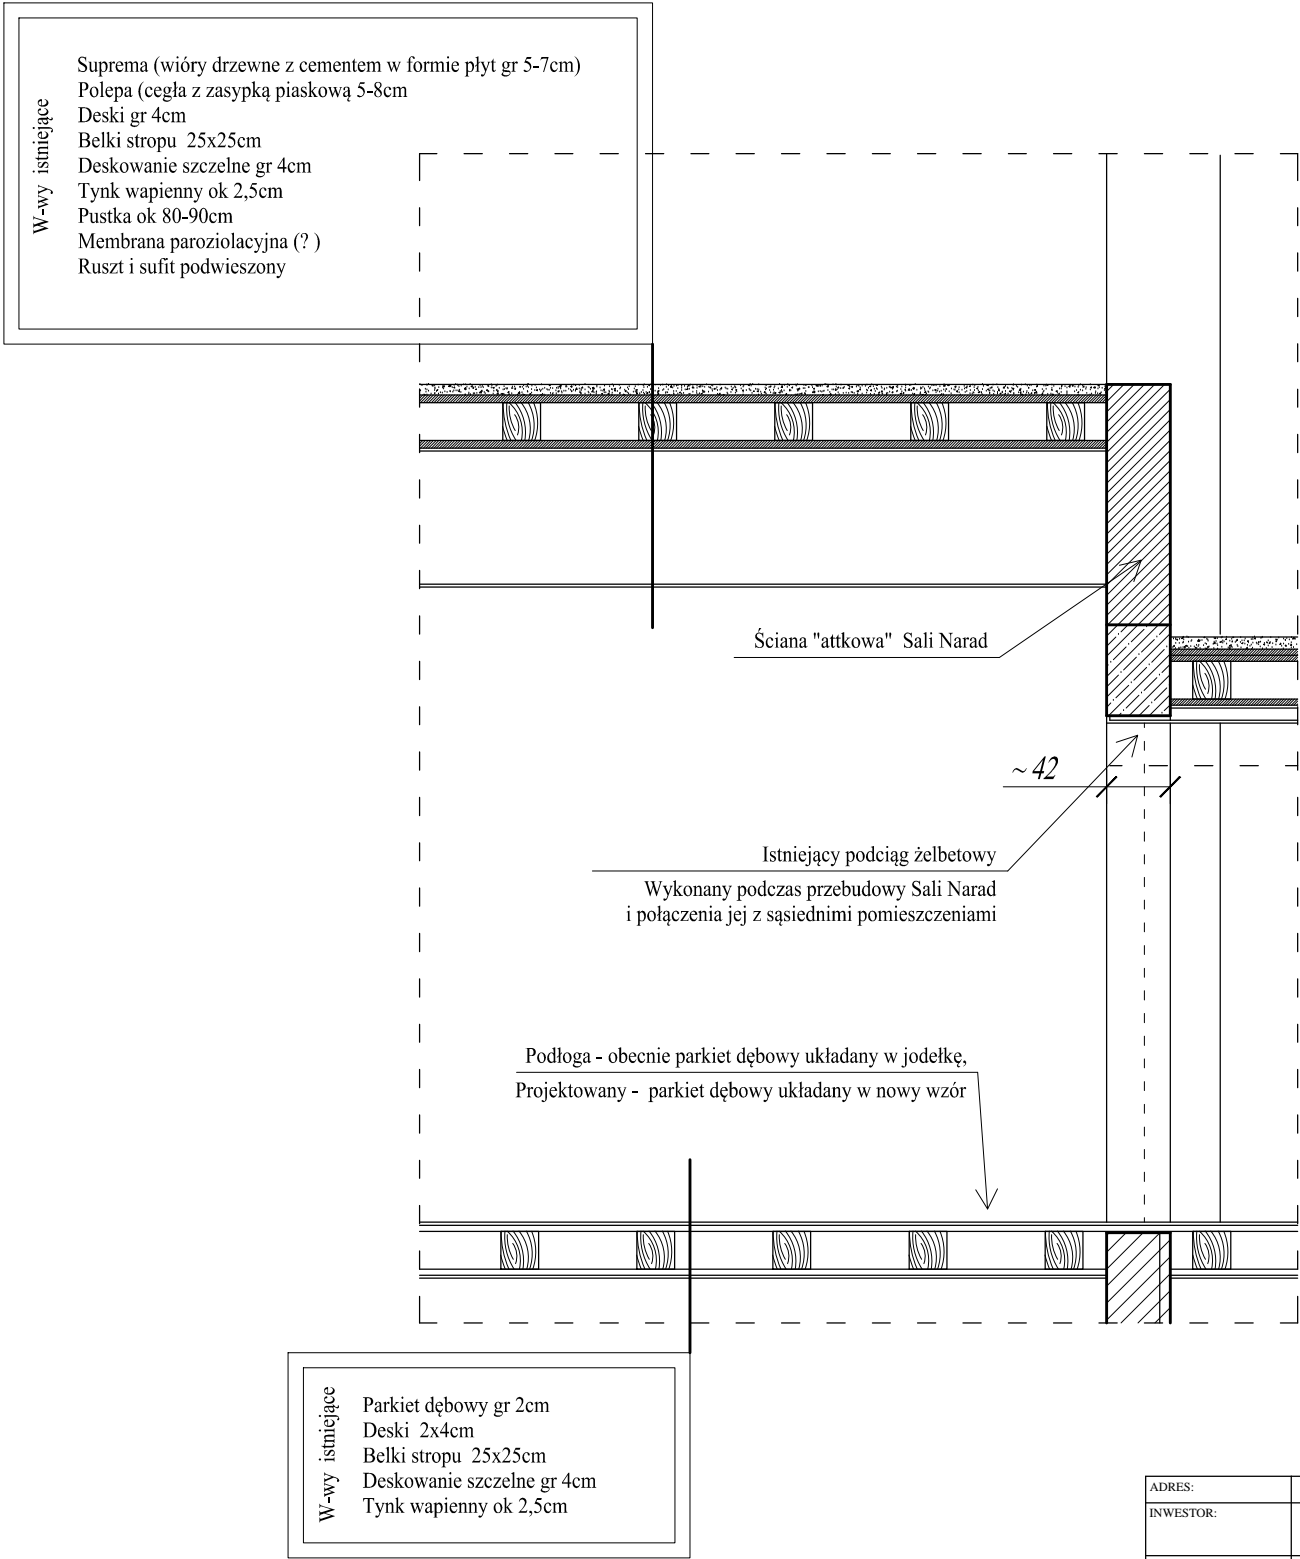 W-wy istniejące
Suprema (wióry drzewne z cementem w formie płyt gr 5-7cm)
Polepa (cegła z zasypką piaskową 5-8cm
Deski gr 4cm
Belki stropu 25x25cm
Deskowanie szczelne gr 4cm
Tynk wapienny ok 2,5cm
Pustka ok 80-90cm
Membrana paroziolacyjna (? )
Ruszt i sufit podwieszony
Ściana "attkowa" Sali Narad
~ 42
Istniejący podciąg żelbetowy
Wykonany podczas przebudowy Sali Narad
i połączenia jej z sąsiednimi pomieszczeniami
Podłoga - obecnie parkiet dębowy układany w jodełkę,
Projektowany - parkiet dębowy układany w nowy wzór
W-wy istniejące
Parkiet dębowy gr 2cm
Deski 2x4cm
Belki stropu 25x25cm
Deskowanie szczelne gr 4cm
Tynk wapienny ok 2,5cm
ADRES:
INWESTOR: